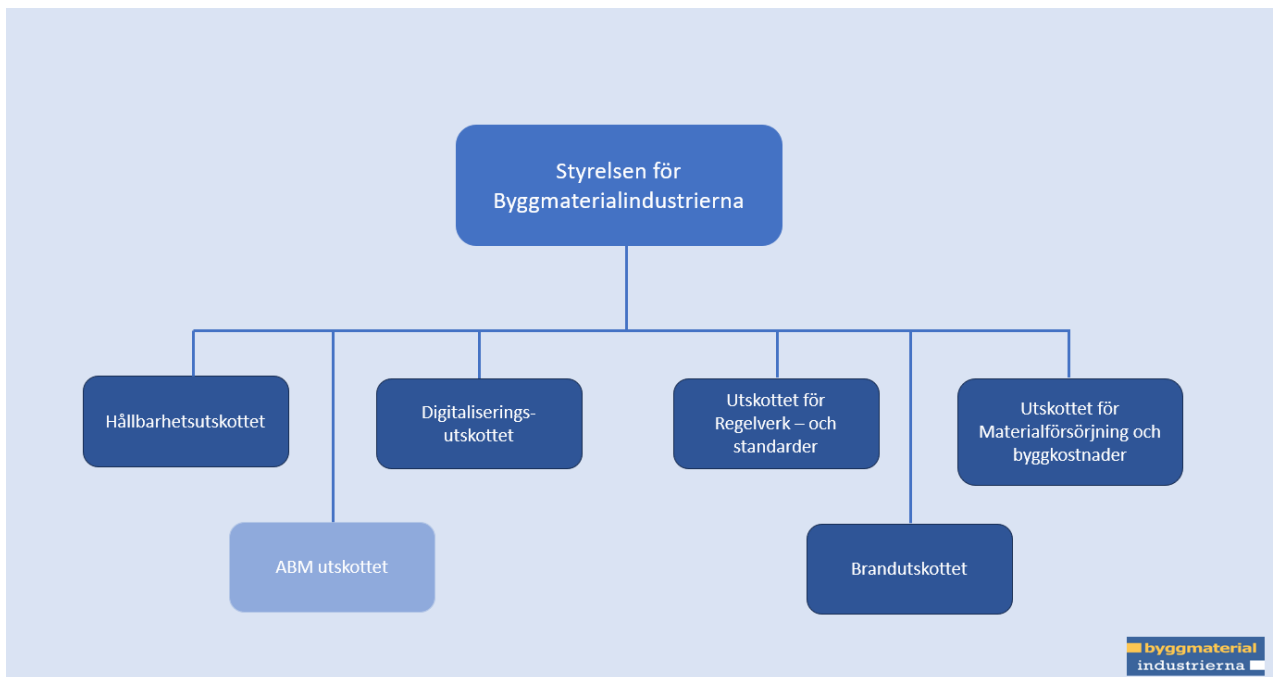 Styrelsen för
Byggmaterialindustrierna
Hållbarhetsutskottet
Digitaliserings-
utskottet
Utskottet för
Regelverk – och
standarder
Utskottet för
Materialförsörjning och
byggkostnader
ABM utskottet
Brandutskottet
byggmaterial
industrierna